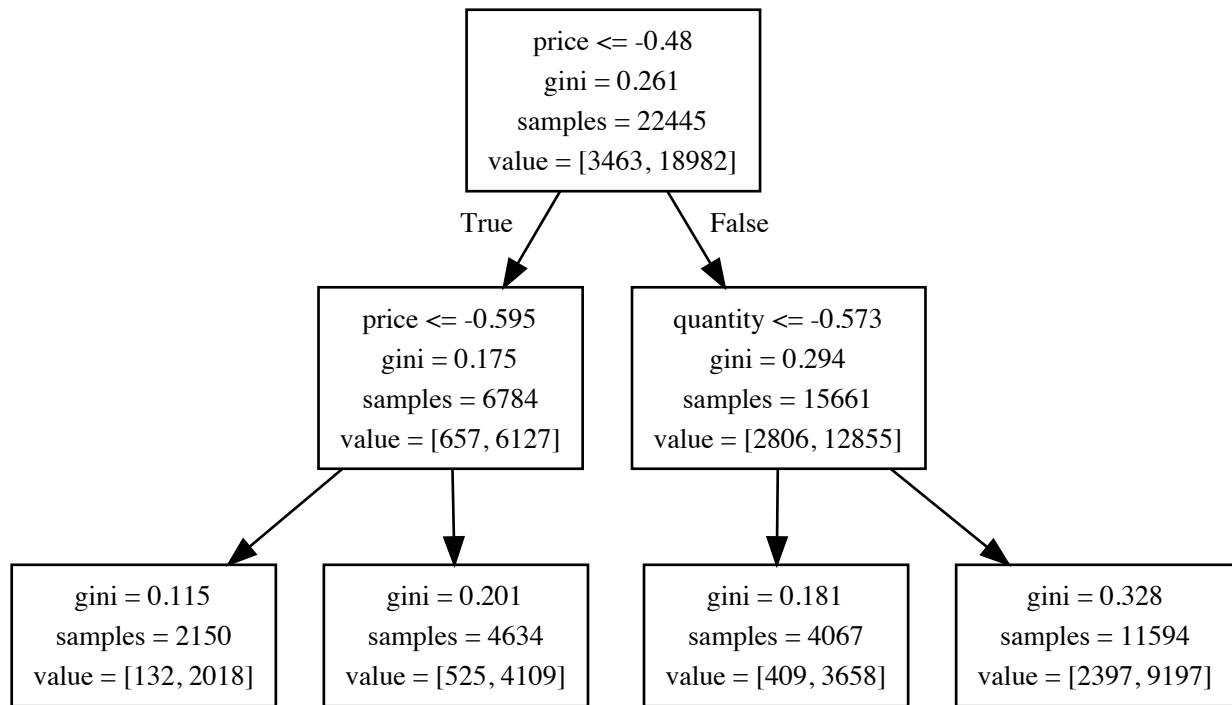 price <= -0.48
gini = 0.261
samples = 22445
value = [3463, 18982]
True
False
price <= -0.595
gini = 0.175
samples = 6784
value = [657, 6127]
quantity <= -0.573
gini = 0.294
samples = 15661
value = [2806, 12855]
gini = 0.115
samples = 2150
value = [132, 2018]
gini = 0.201
samples = 4634
value = [525, 4109]
gini = 0.181
samples = 4067
value = [409, 3658]
gini = 0.328
samples = 11594
value = [2397, 9197]